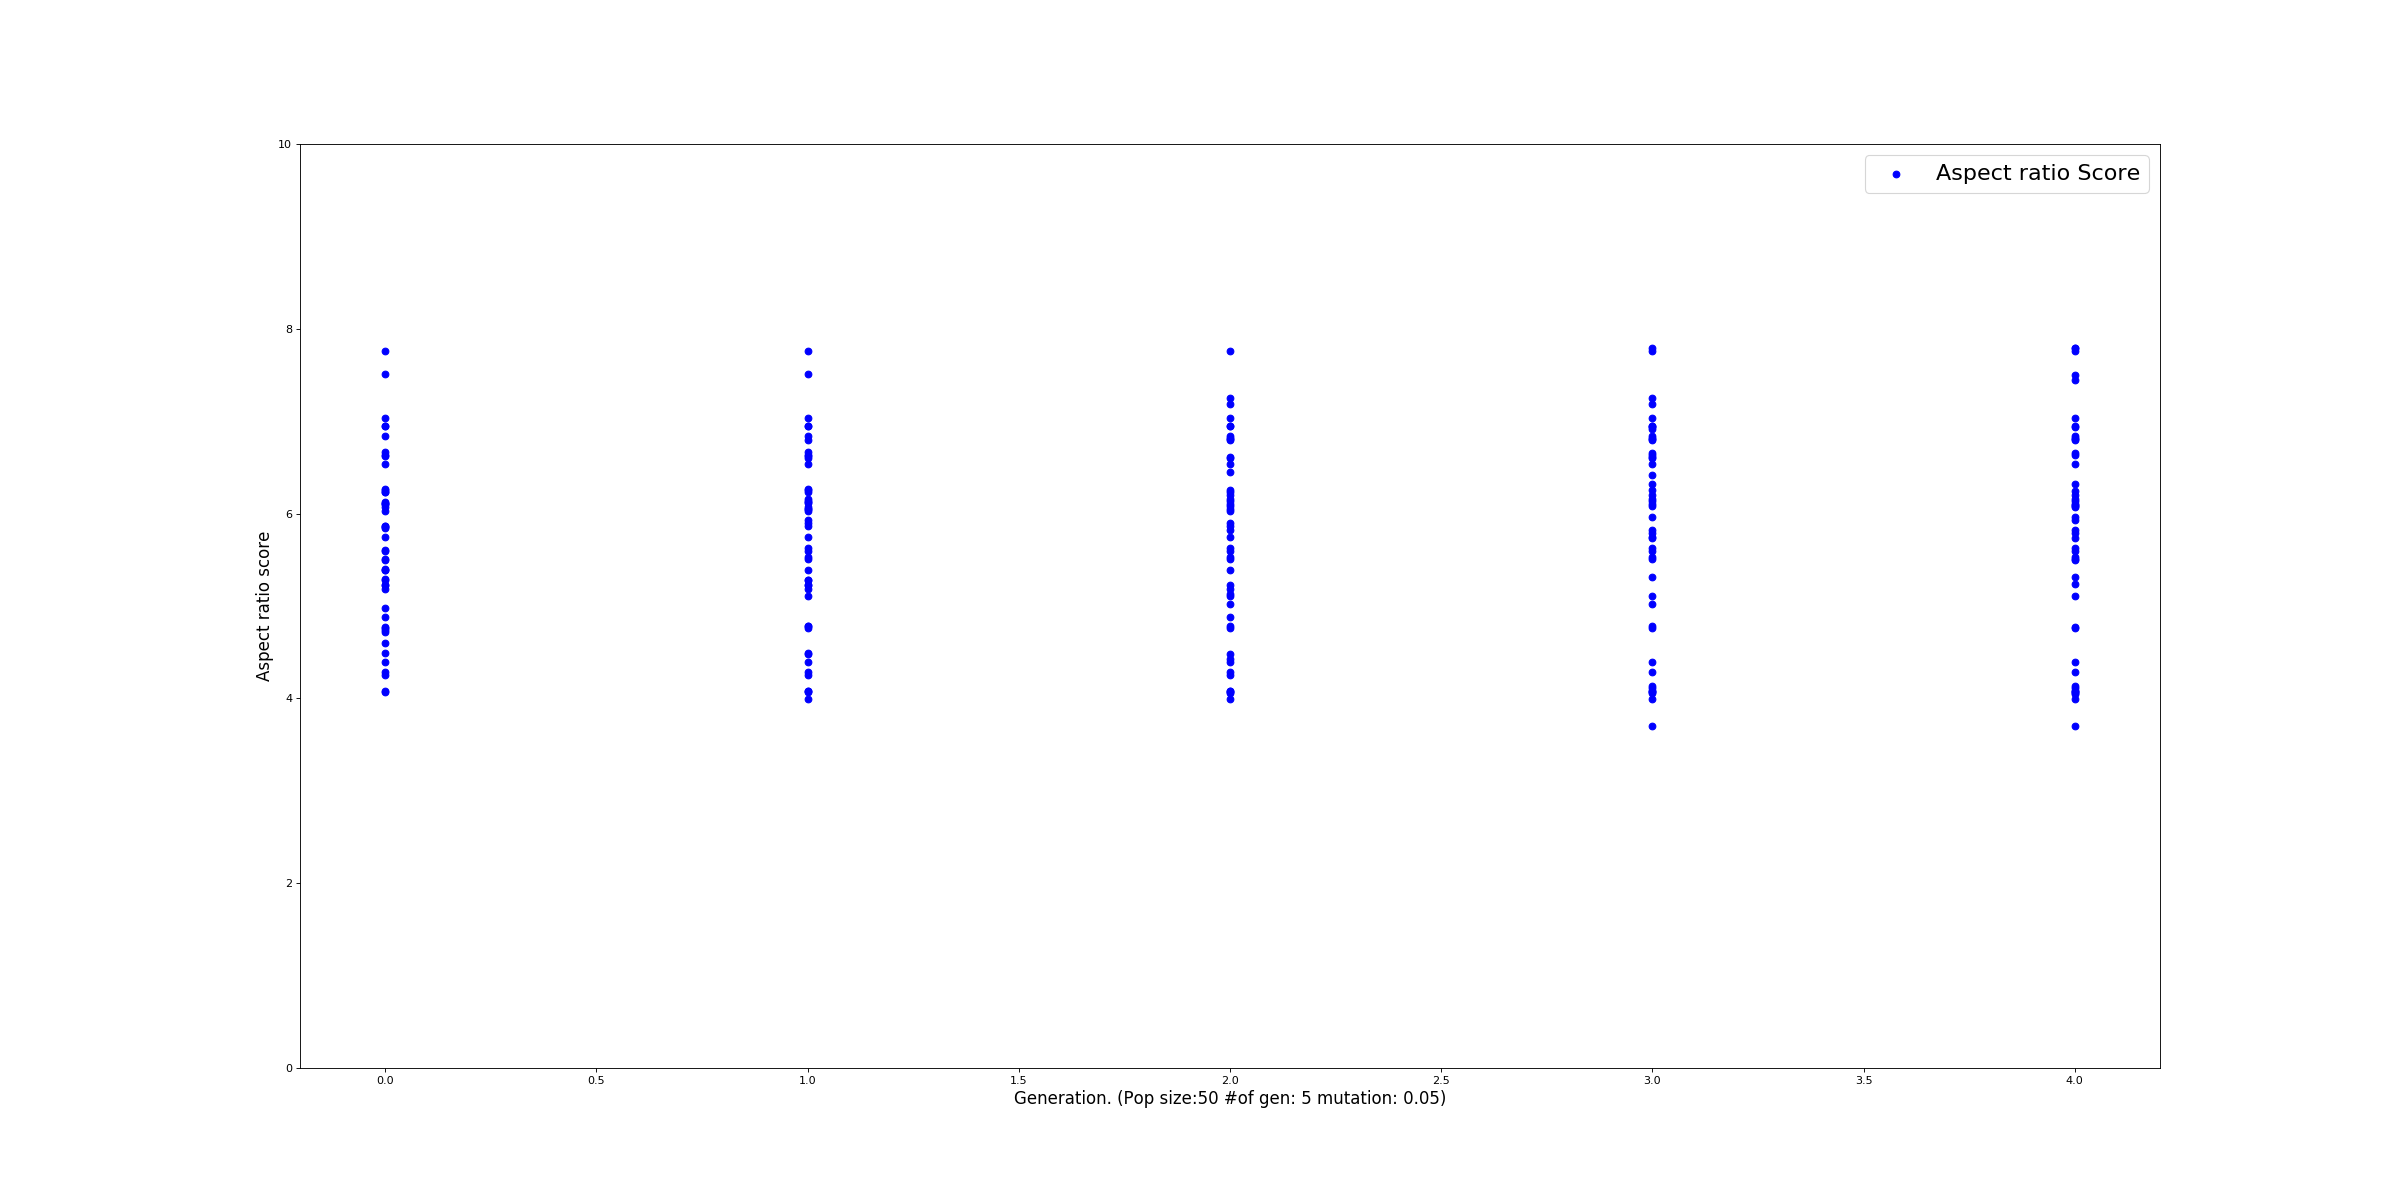 10
Aspect ratio Score
8
6
Aspect ratio score
4
2
0
0.0 0.5 1.0 1.5 2.0 2.5 3.0 3.5 4.0
Generation. (Pop size:50 #of gen: 5 mutation: 0.05)